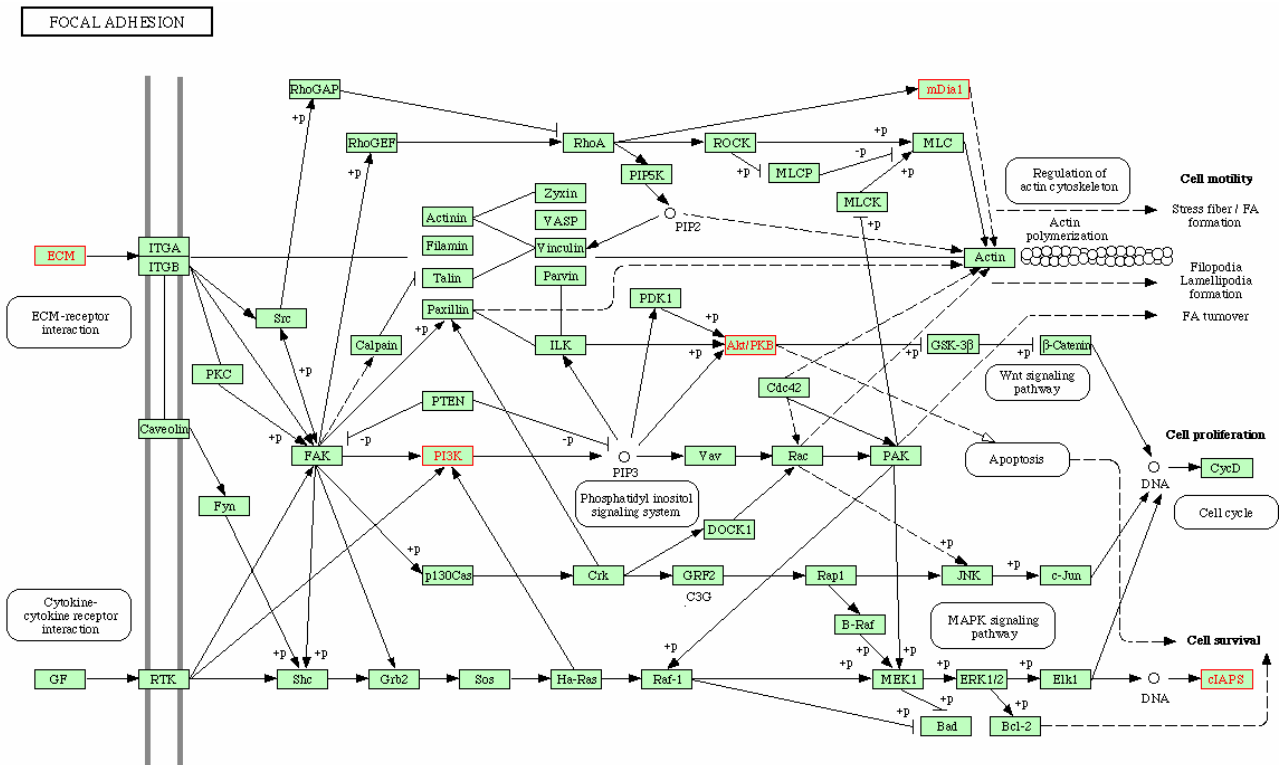 FOCAL ADHESION
RhoGAP
mDia1
+p
RhoGEF
RhoA
ROCK
+p
MLC
-p
+p
MLCP
+p
PIP5K
Regulation of
actin cytoskeleton
Cell motility
+p
Zyxin
MLCK
Actinin
VASP
PIP2
+p
Stress fiber / FA
formation
Actin
polymerization
ECM
ITGA
ITGB
Filamin
Vinculin
Actin
Talin
Parvin
Filopodia
Lamellipodia
formation
ECM-receptor
interaction
Src
Paxillin
PDK1
FA turnover
+p
+p
Calpain
ILK
+p
Akt/PKB
+p
GSK-3β
+p
β-Catenin
PKC
+p
Wnt signaling
pathway
Cdc42
PTEN
Caveolin
+p
-p
-p
Cell proliferation
FAK
PI3K
PIP3
Vav
Rac
PAK
Apoptosis
DNA
CycD
Fyn
Phosphatidyl inositol
signaling system
Cell cycle
DOCK1
+p
+p
p130Cas
Crk
GRF2
C3G
Rap1
JNK
+p
c-Jun
Cytokine-
cytokine receptor
interaction
B-Raf
MAPK signaling
pathway
Cell survival
+p
+p
+p
+p
+p
+p
+p
GF
RTK
Shc
Grb2
Sos
Ha-Ras
Raf-1
MEK1
ERK1/2
Elk1
DNA
cIAPS
+p
+p
+p
Bad
Bcl-2